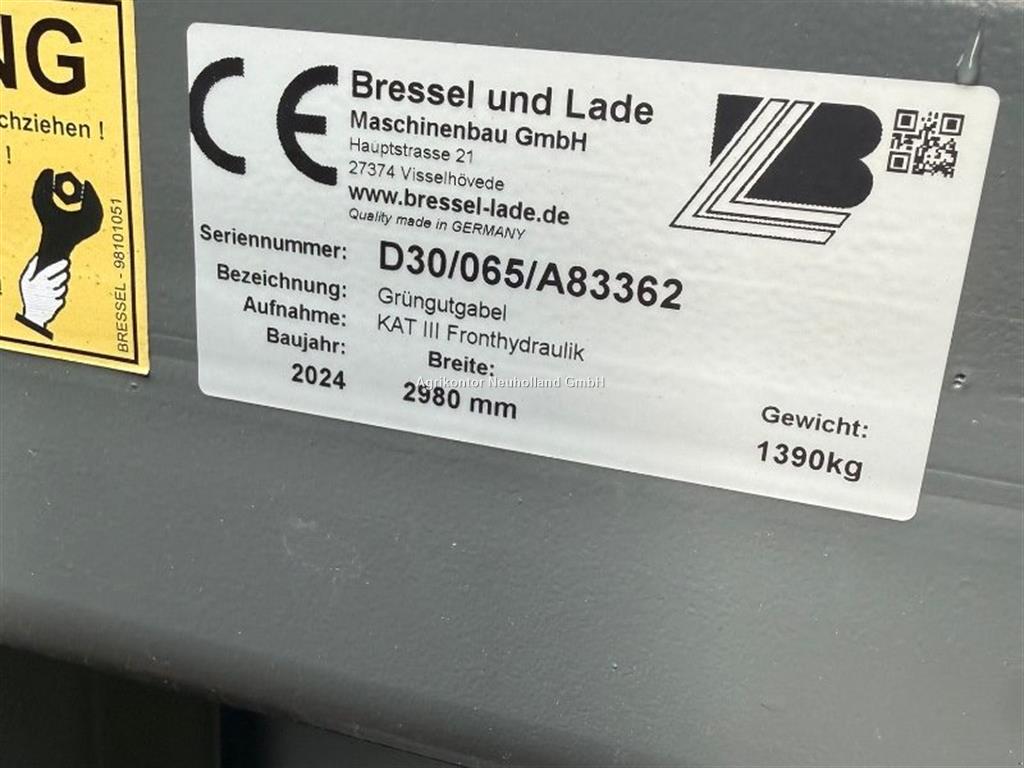 NG
chziehen !
!
BRESSEL - 98101051
CE
Bressel und Lade
Maschinenbau GmbH
Hauptstrasse 21
27374 Visselhövede
www.bressel-lade.de
Quality made in GERMANY
Seriennummer: D30/065/A83362
Bezeichnung: Grüngutgabel
Aufnahme: KAT III Fronthydraulik
Baujahr: Breite: Gewicht:
2024 2980 mm 1390kg
Agrikontor Neuholland GmbH